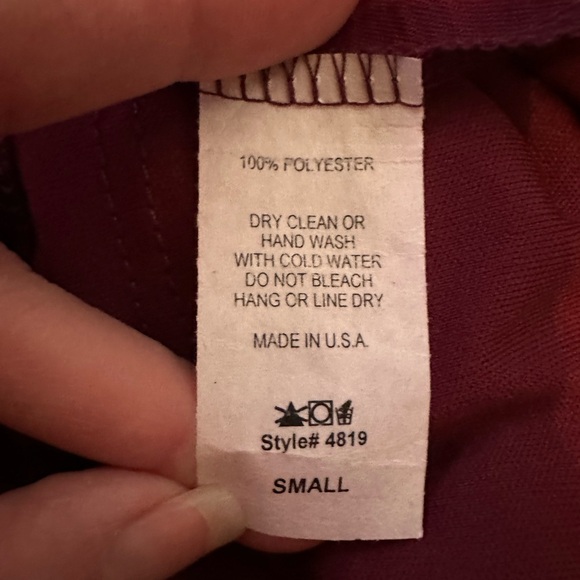 100% POLYESTER
DRY CLEAN OR
HAND WASH
WITH COLD WATER
DO NOT BLEACH
HANG OR LINE DRY
MADE IN U.S.A.
Style# 4819
SMALL